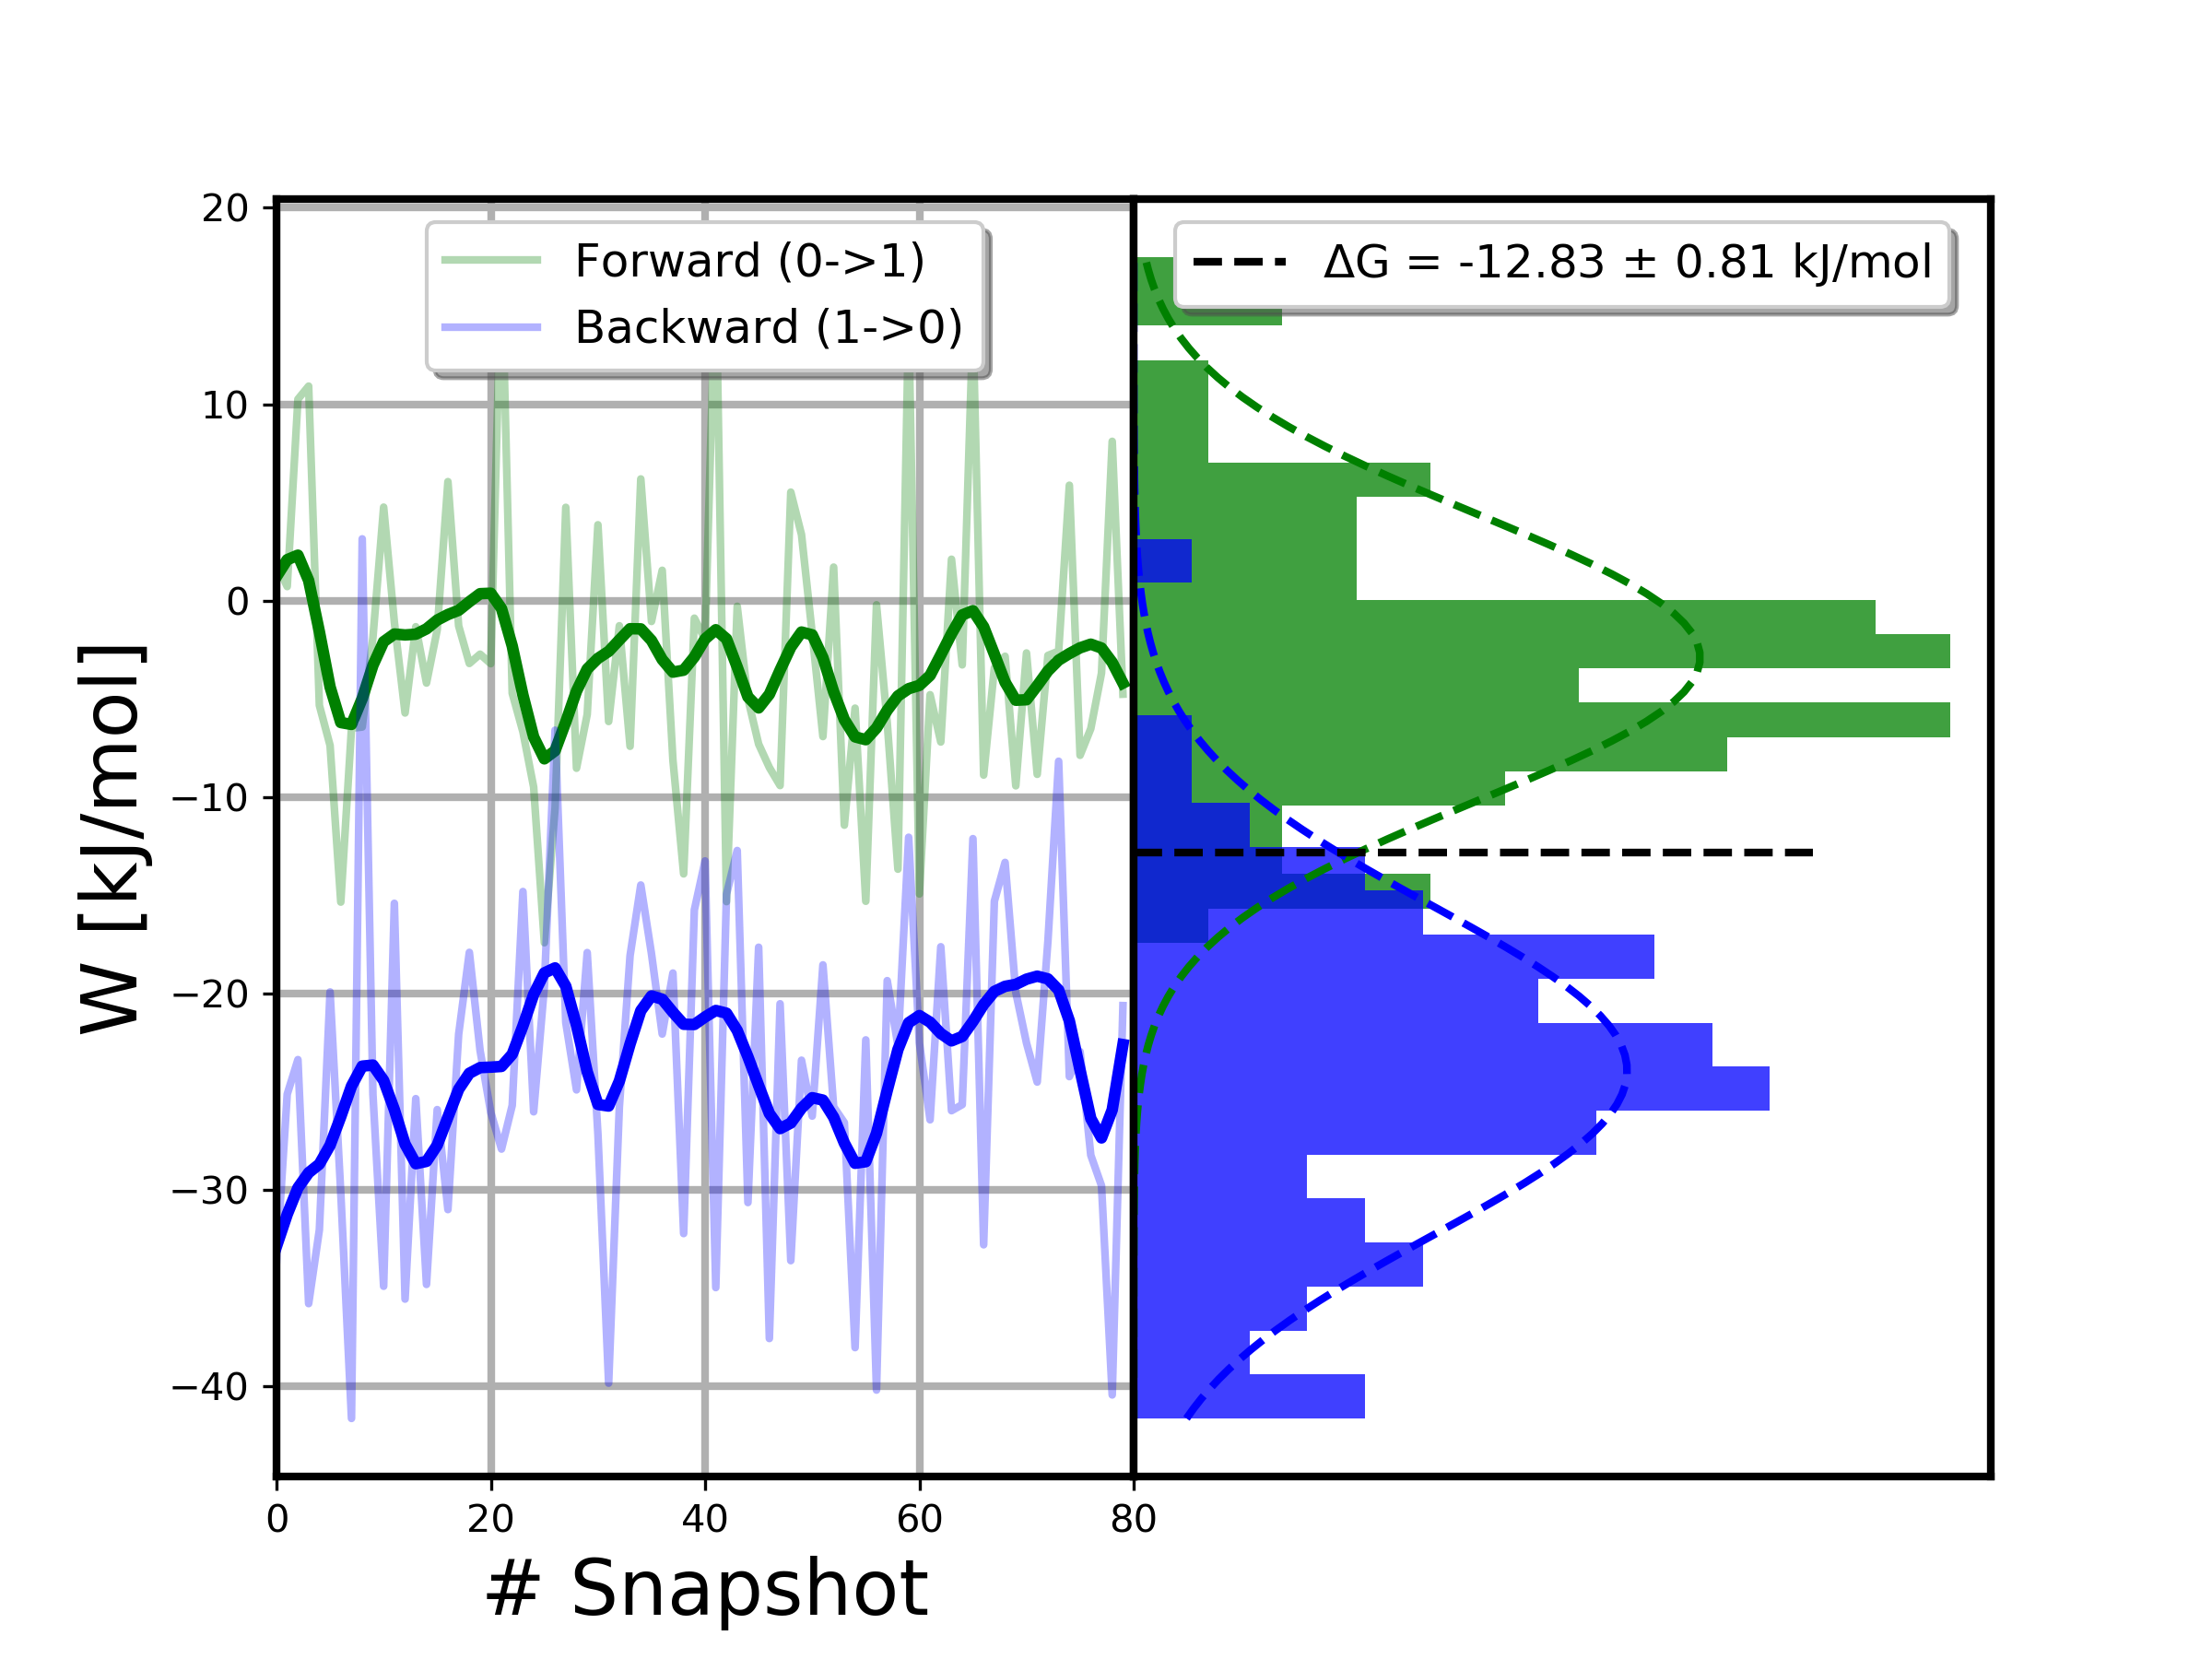 Forward (0->1)
Backward (1->0)
ΔG = -12.83 ± 0.81 kJ/mol
20
10
0
−10
−20
−30
−40
W [kJ/mol]
0 20 40 60 80
# Snapshot